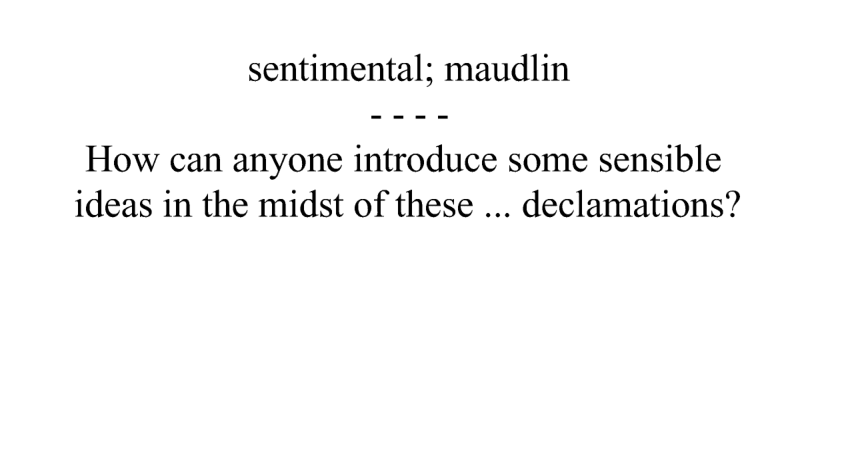 sentimental; maudlin
- - - -
How can anyone introduce some sensible
ideas in the midst of these ... declamations?